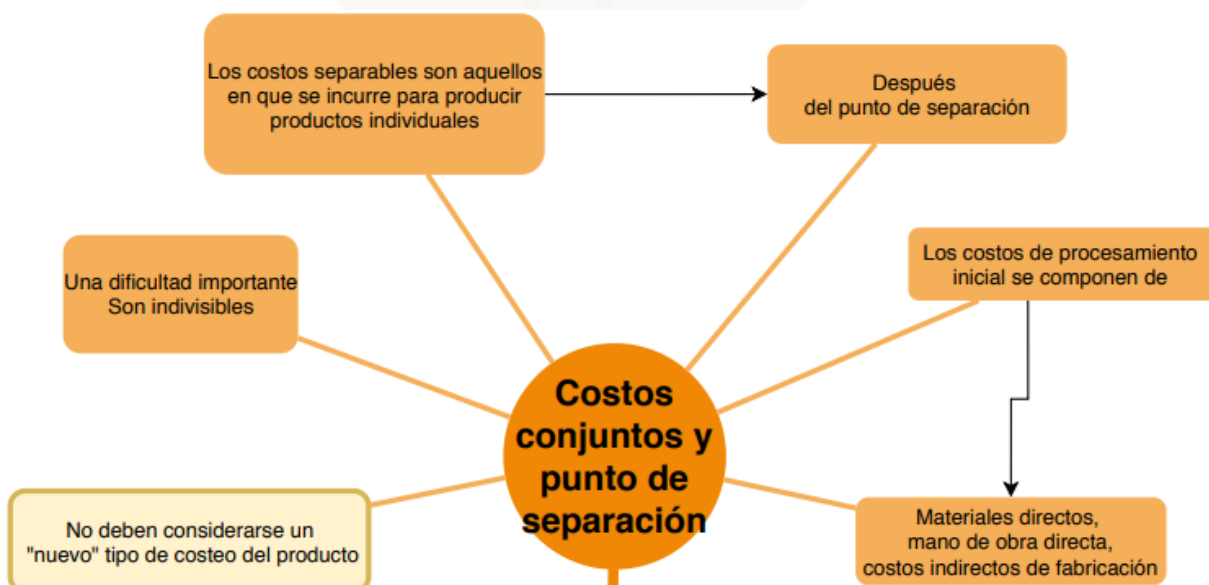 Los costos separables son aquellos
en que se incurre para producir
productos individuales
Después
del punto de separación
Una dificultad importante
Son indivisibles
Los costos de procesamiento
inicial se componen de
Costos
conjuntos y
punto de
separación
No deben considerarse un
"nuevo" tipo de costeo del producto
Materiales directos,
mano de obra directa,
costos indirectos de fabricación